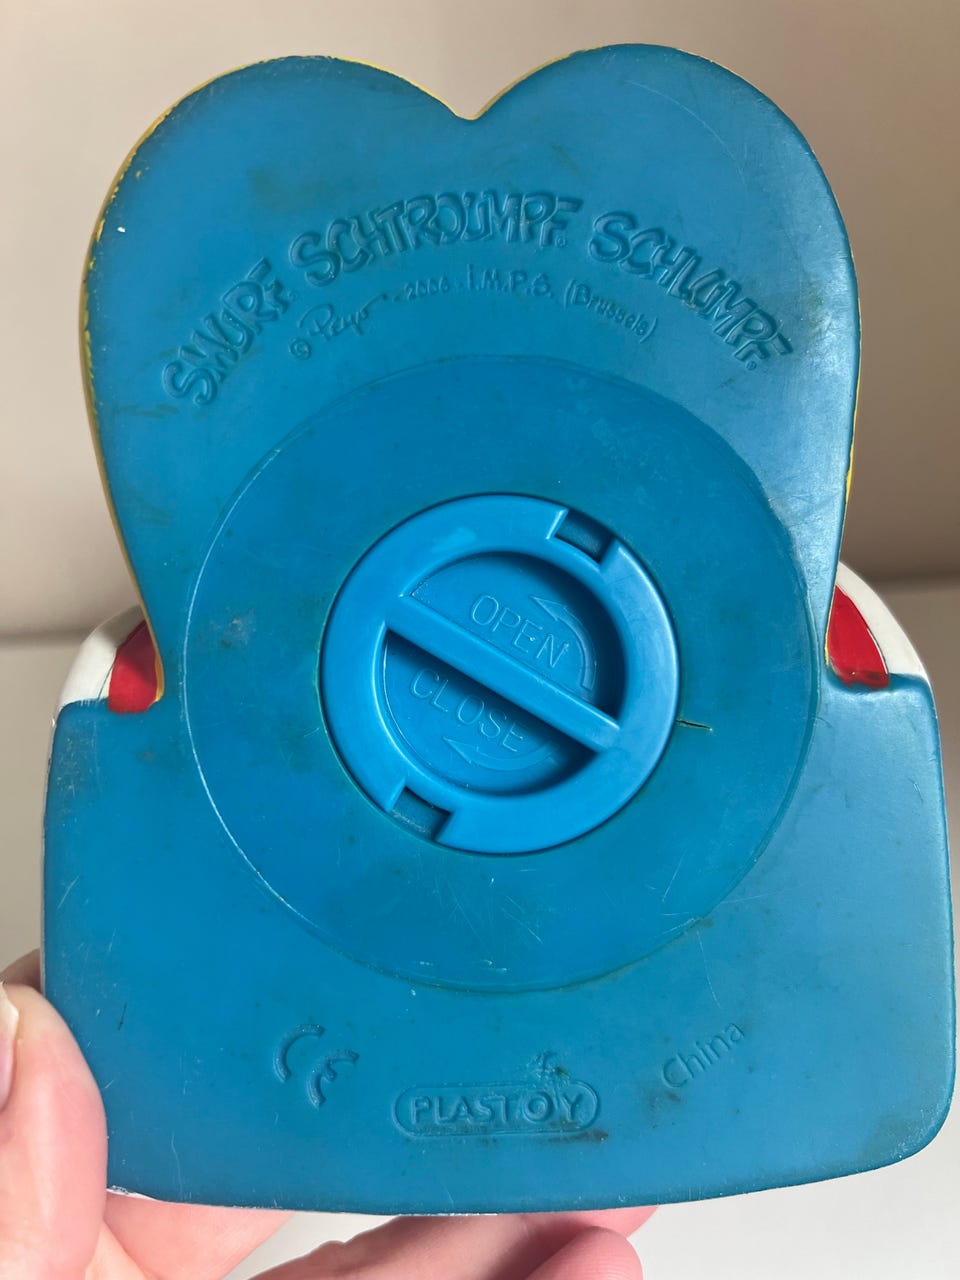 SMURF® SCHTROUMPF® SCHLUMPF®
© Peyo - 2006 - I.M.P.S. (Brussels)
OPEN
CLOSE
CE
PLASTOY
China